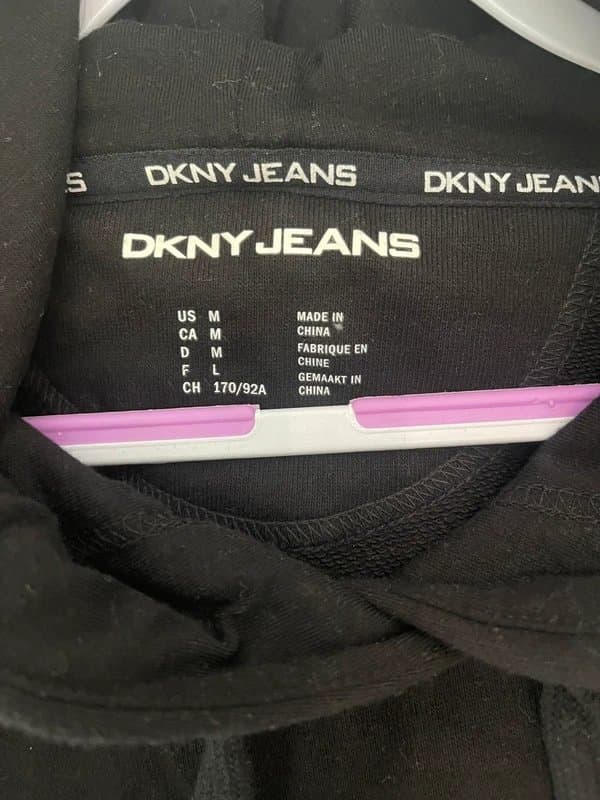 S DKNY JEANS DKNY JEAN
DKNY JEANS
US M
CA M
D M
F L
CH 170/92A
MADE IN
CHINA
FABRIQUE EN
CHINE
GEMAAKT IN
CHINA